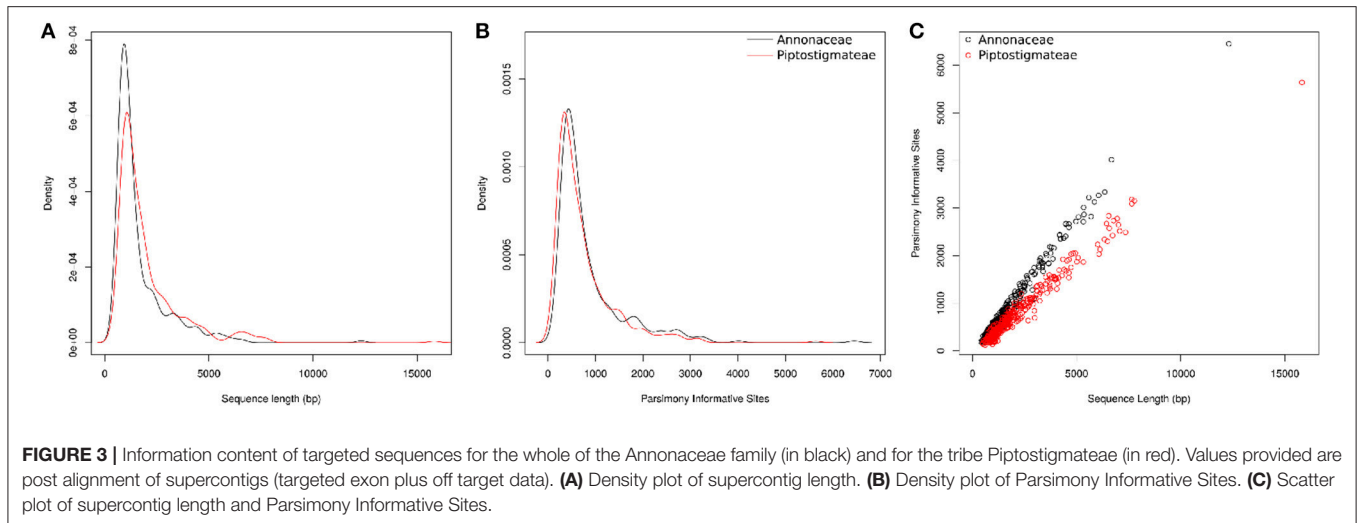 A
8e-04
6e-04
4e-04
2e-04
0e+00
Density
0
5000
10000
15000
Sequence length (bp)
B
Annonaceae
Piptostigmateae
0.0015
0.0010
0.0005
0.0000
Density
0
1000
2000
3000
4000
5000
6000
7000
Parsimony Informative Sites
C
Annonaceae
Piptostigmateae
6000
5000
4000
3000
2000
1000
0
Parsimony Informative Sites
0
5000
10000
15000
Sequence Length (bp)
FIGURE 3 | Information content of targeted sequences for the whole of the Annonaceae family (in black) and for the tribe Piptostigmateae (in red). Values provided are
post alignment of supercontigs (targeted exon plus off target data). (A) Density plot of supercontig length. (B) Density plot of Parsimony Informative Sites. (C) Scatter
plot of supercontig length and Parsimony Informative Sites.